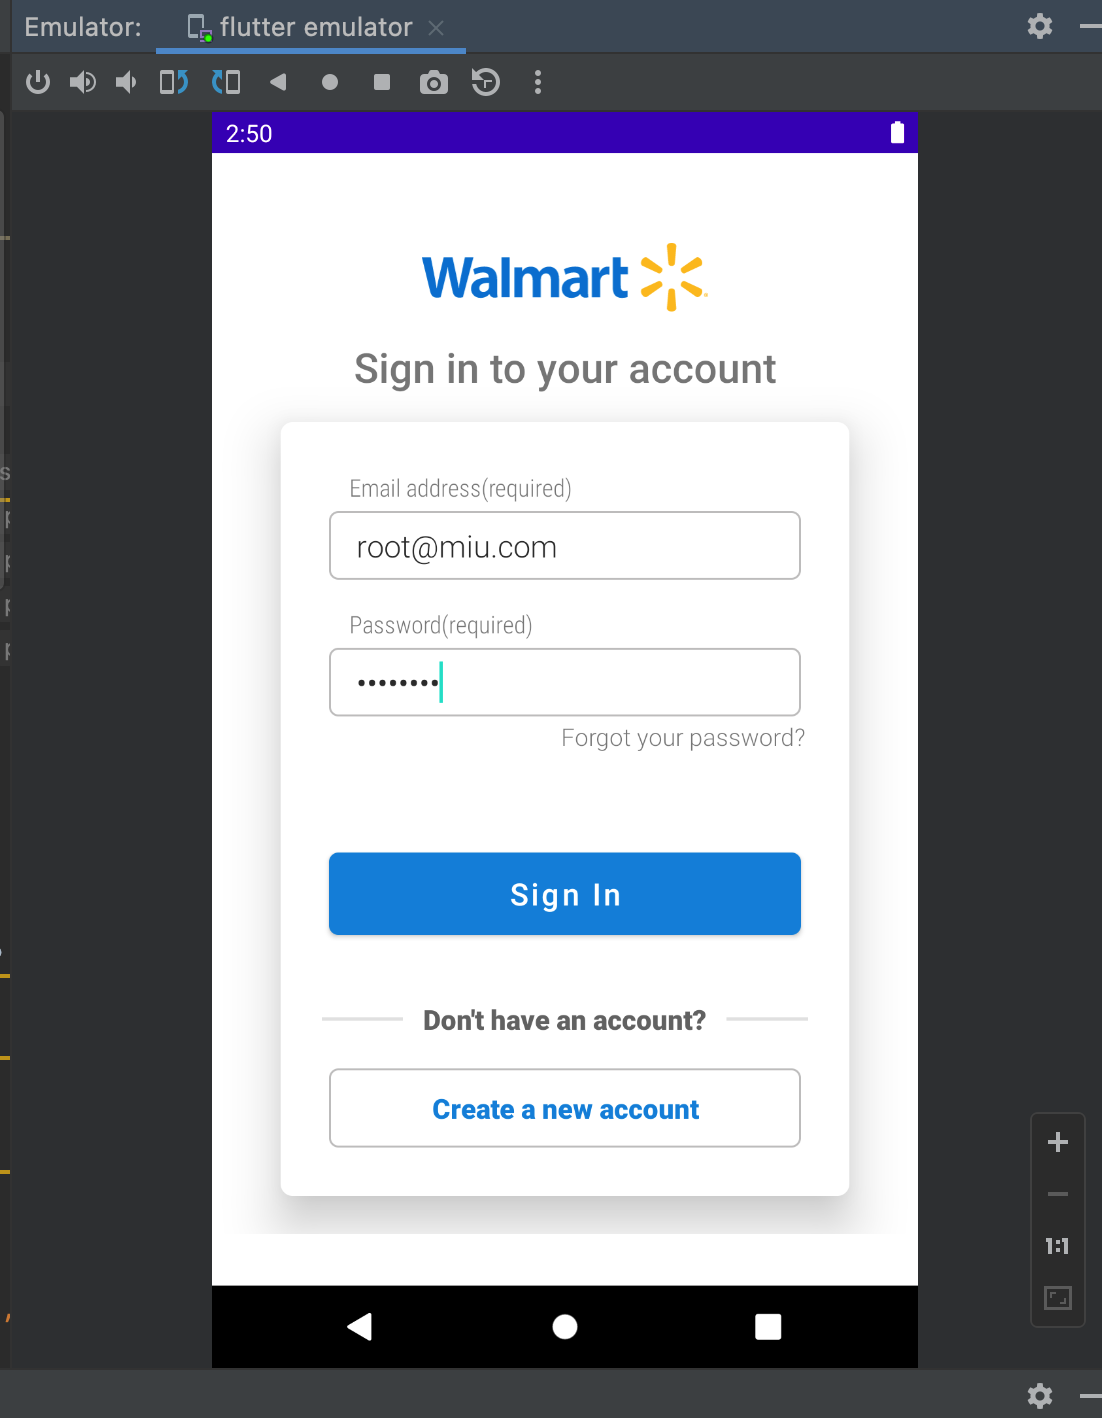 Emulator: flutter emulator
2:50
Walmart
Sign in to your account
Email address(required)
root@miu.com
Password(required)
••••••••
Forgot your password?
Sign In
Don't have an account?
Create a new account
1:1